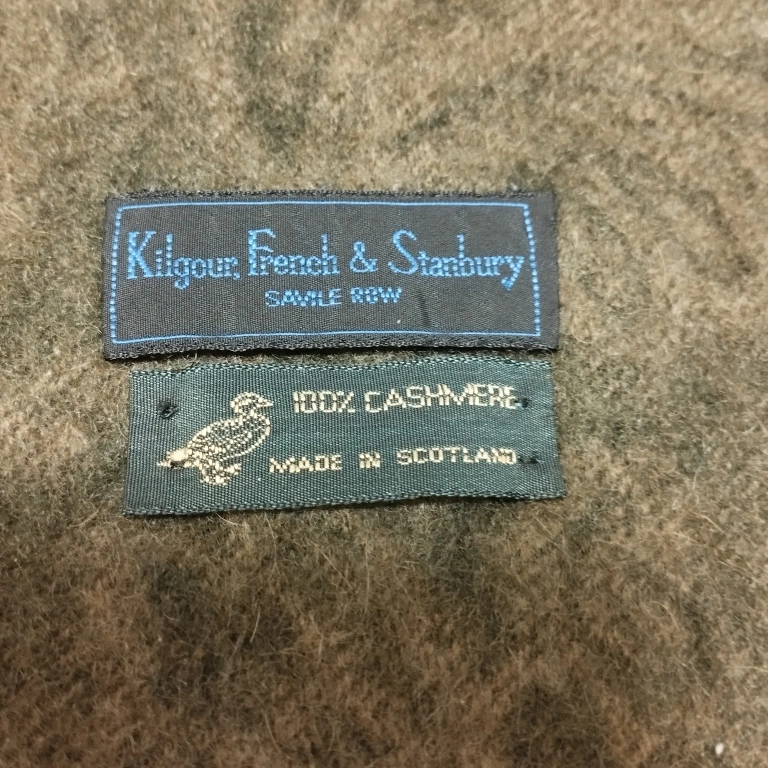 Kilgour, French & Stanbury
SAVILE ROW
100% CASHMERE
MADE IN SCOTLAND